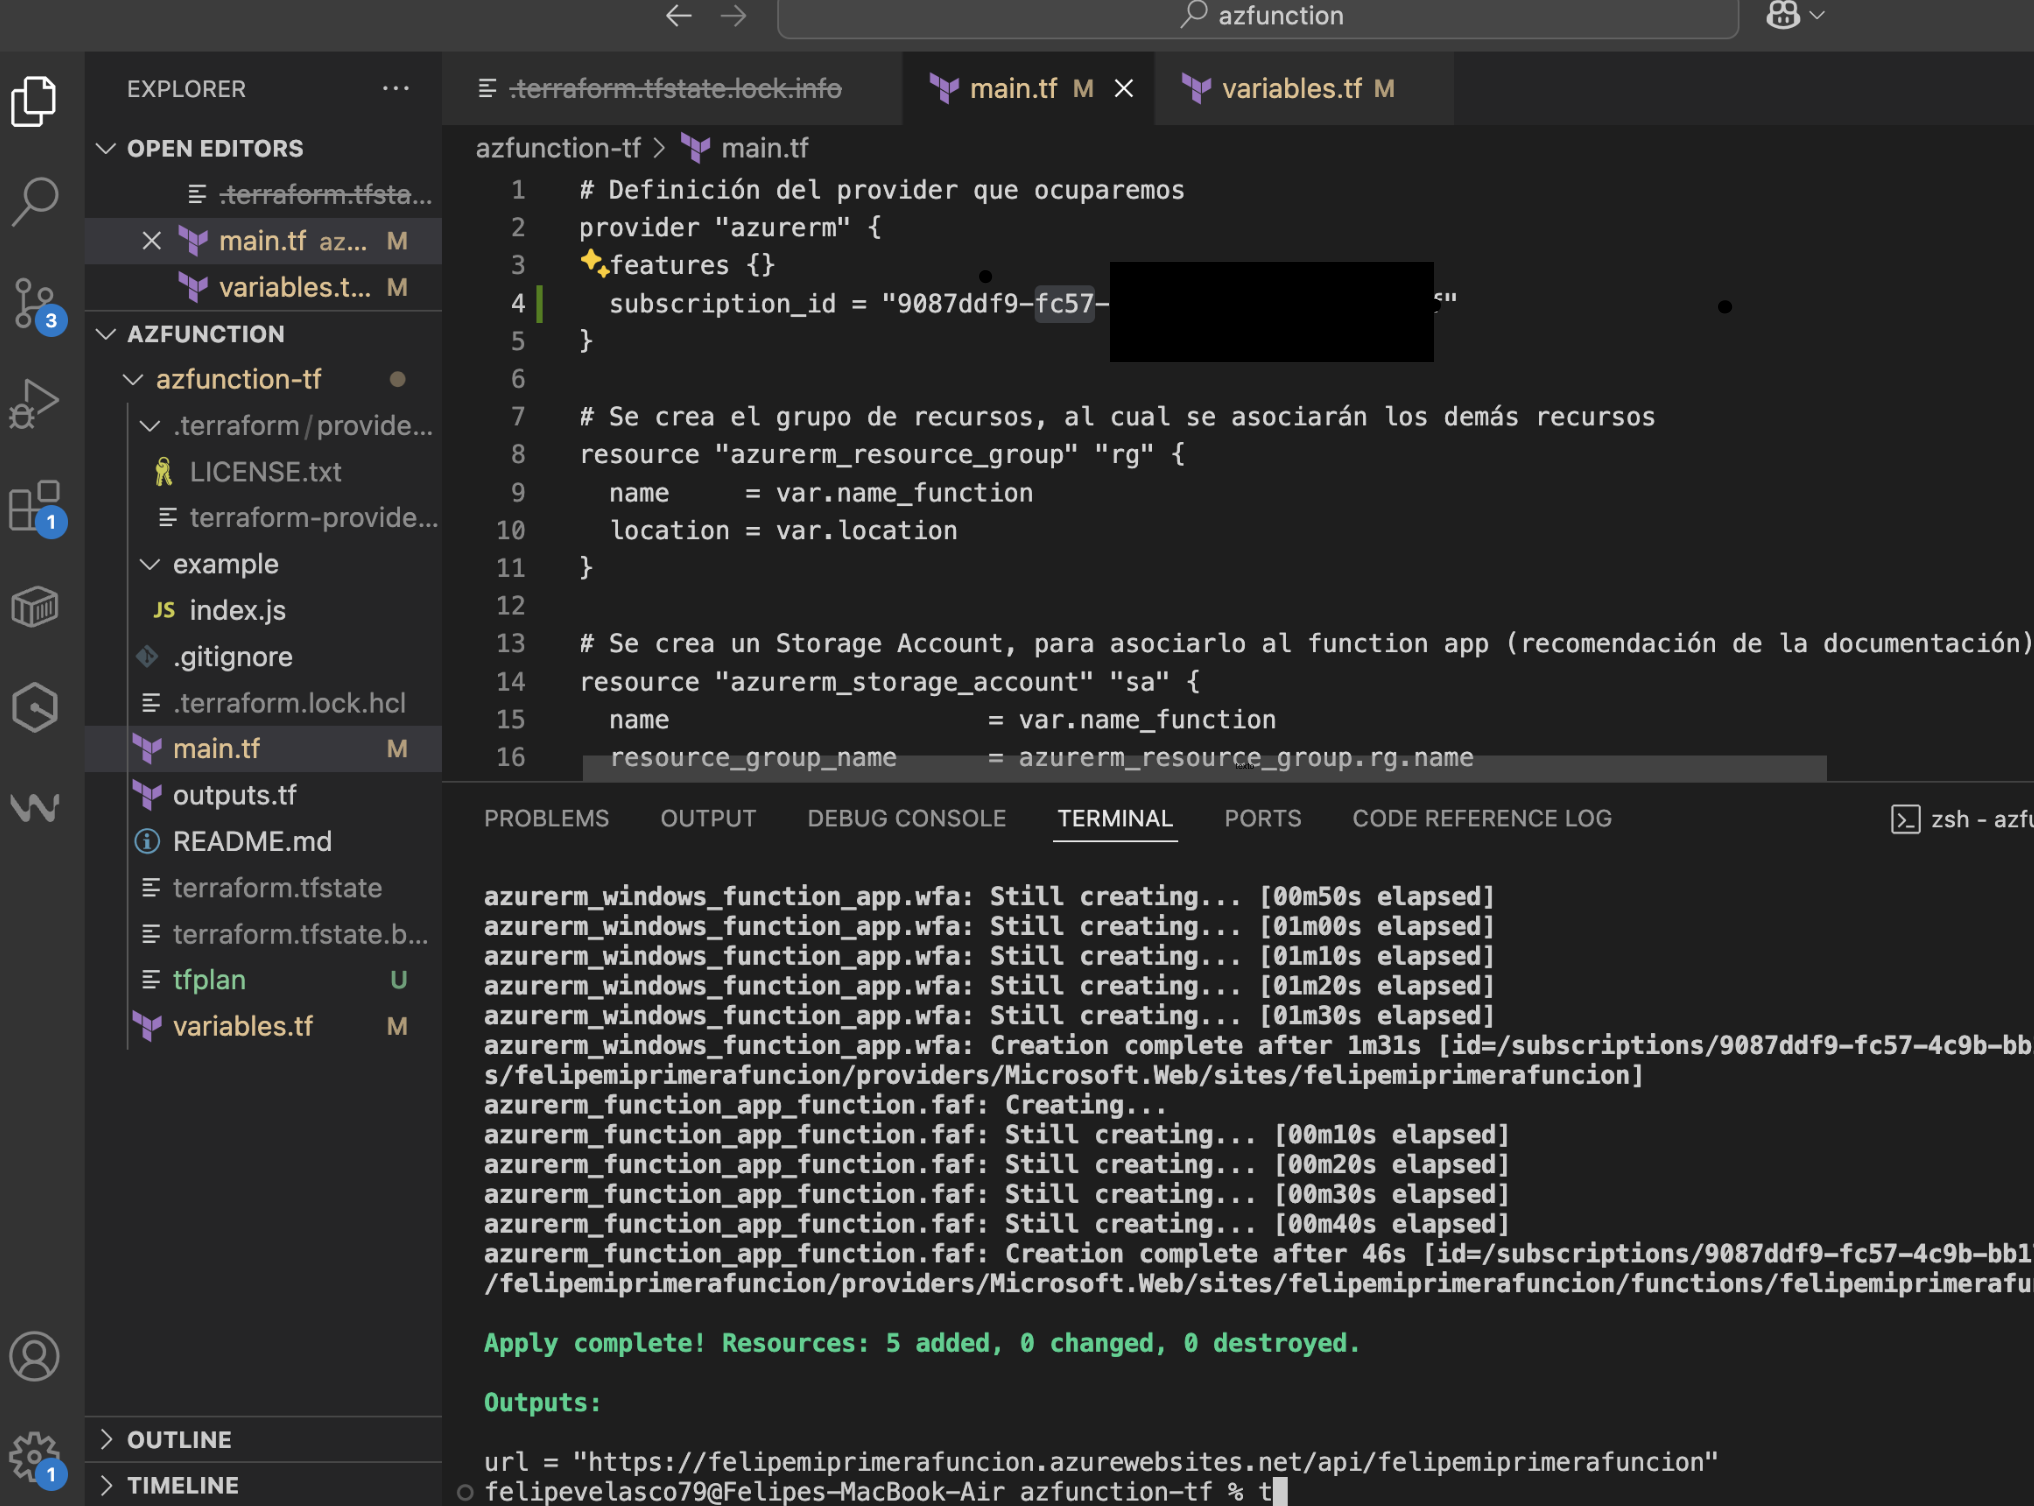 azfunction
EXPLORER
.terraform.tfstate.lock.info
main.tf M
variables.tf M
OPEN EDITORS
.terraform.tfsta...
main.tf az... M
variables.t... M
3
AZFUNCTION
azfunction-tf
.terraform/provide...
LICENSE.txt
terraform-provide...
1
example
JS index.js
.gitignore
.terraform.lock.hcl
main.tf M
outputs.tf
README.md
terraform.tfstate
terraform.tfstate.b...
tfplan U
variables.tf M
OUTLINE
TIMELINE
1
azfunction-tf > main.tf
1 # Definición del provider que ocuparemos
2 provider "azurerm" {
3 features {}
4 subscription_id = "9087ddf9-fc57- "
5 }
6
7 # Se crea el grupo de recursos, al cual se asociarán los demás recursos
8 resource "azurerm_resource_group" "rg" {
9 name = var.name_function
10 location = var.location
11 }
12
13 # Se crea un Storage Account, para asociarlo al function app (recomendación de la documentación)
14 resource "azurerm_storage_account" "sa" {
15 name = var.name_function
16 resource_group_name = azurerm_resource_group.rg.name
PROBLEMS OUTPUT DEBUG CONSOLE TERMINAL PORTS CODE REFERENCE LOG zsh - azfu
azurerm_windows_function_app.wfa: Still creating... [00m50s elapsed]
azurerm_windows_function_app.wfa: Still creating... [01m00s elapsed]
azurerm_windows_function_app.wfa: Still creating... [01m10s elapsed]
azurerm_windows_function_app.wfa: Still creating... [01m20s elapsed]
azurerm_windows_function_app.wfa: Still creating... [01m30s elapsed]
azurerm_windows_function_app.wfa: Creation complete after 1m31s [id=/subscriptions/9087ddf9-fc57-4c9b-bb
s/felipemiprimerafuncion/providers/Microsoft.Web/sites/felipemiprimerafuncion]
azurerm_function_app_function.faf: Creating...
azurerm_function_app_function.faf: Still creating... [00m10s elapsed]
azurerm_function_app_function.faf: Still creating... [00m20s elapsed]
azurerm_function_app_function.faf: Still creating... [00m30s elapsed]
azurerm_function_app_function.faf: Still creating... [00m40s elapsed]
azurerm_function_app_function.faf: Creation complete after 46s [id=/subscriptions/9087ddf9-fc57-4c9b-bb1
/felipemiprimerafuncion/providers/Microsoft.Web/sites/felipemiprimerafuncion/functions/felipemiprimerafu
Apply complete! Resources: 5 added, 0 changed, 0 destroyed.
Outputs:
url = "https://felipemiprimerafuncion.azurewebsites.net/api/felipemiprimerafuncion"
felipevelasco79@Felipes-MacBook-Air azfunction-tf % t